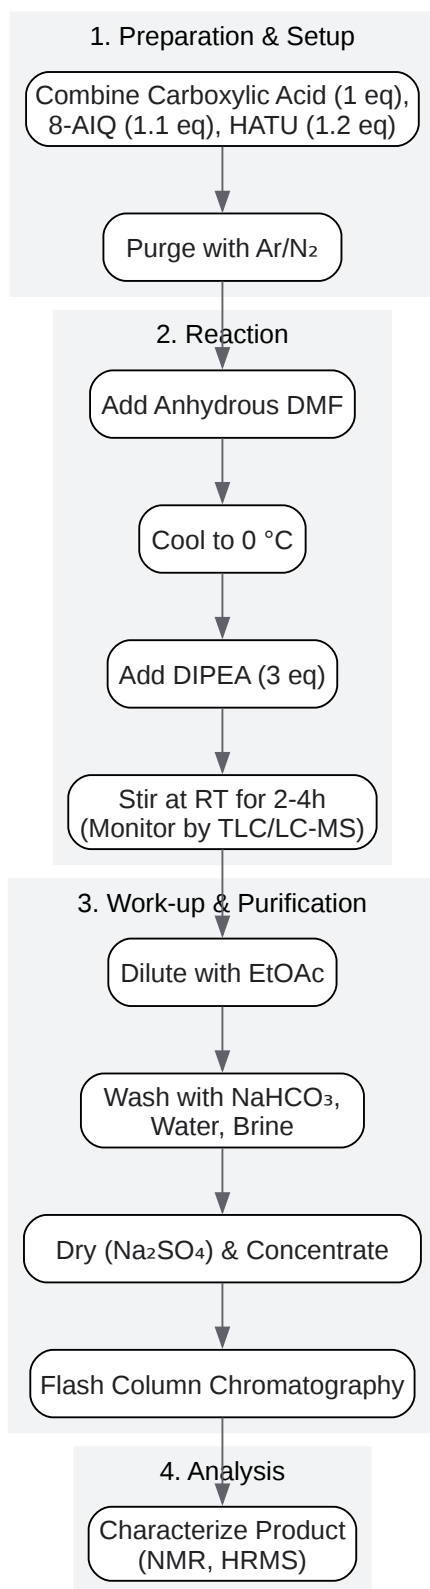 1. Preparation & Setup
Combine Carboxylic Acid (1 eq),
8-AIQ (1.1 eq), HATU (1.2 eq)
Purge with Ar/N₂
2. Reaction
Add Anhydrous DMF
Cool to 0 °C
Add DIPEA (3 eq)
Stir at RT for 2-4h
(Monitor by TLC/LC-MS)
3. Work-up & Purification
Dilute with EtOAc
Wash with NaHCO₃,
Water, Brine
Dry (Na₂SO₄) & Concentrate
Flash Column Chromatography
4. Analysis
Characterize Product
(NMR, HRMS)